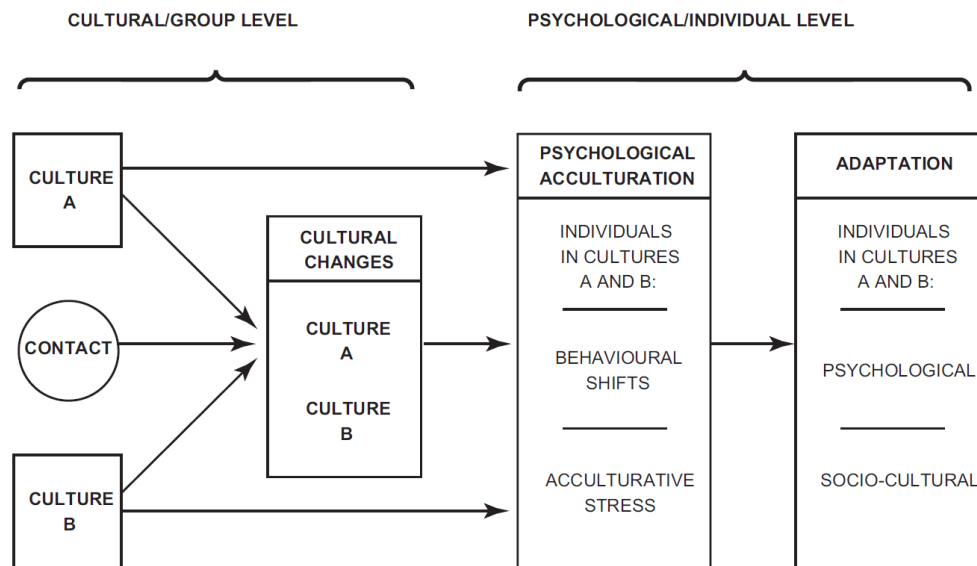 CULTURAL/GROUP LEVEL
PSYCHOLOGICAL/INDIVIDUAL LEVEL
CULTURE
A
CONTACT
CULTURE
B
CULTURAL
CHANGES
CULTURE
A
CULTURE
B
PSYCHOLOGICAL
ACCULTURATION
INDIVIDUALS
IN CULTURES
A AND B:
BEHAVIOURAL
SHIFTS
ACCULTURATIVE
STRESS
ADAPTATION
INDIVIDUALS
IN CULTURES
A AND B:
PSYCHOLOGICAL
SOCIO-CULTURAL